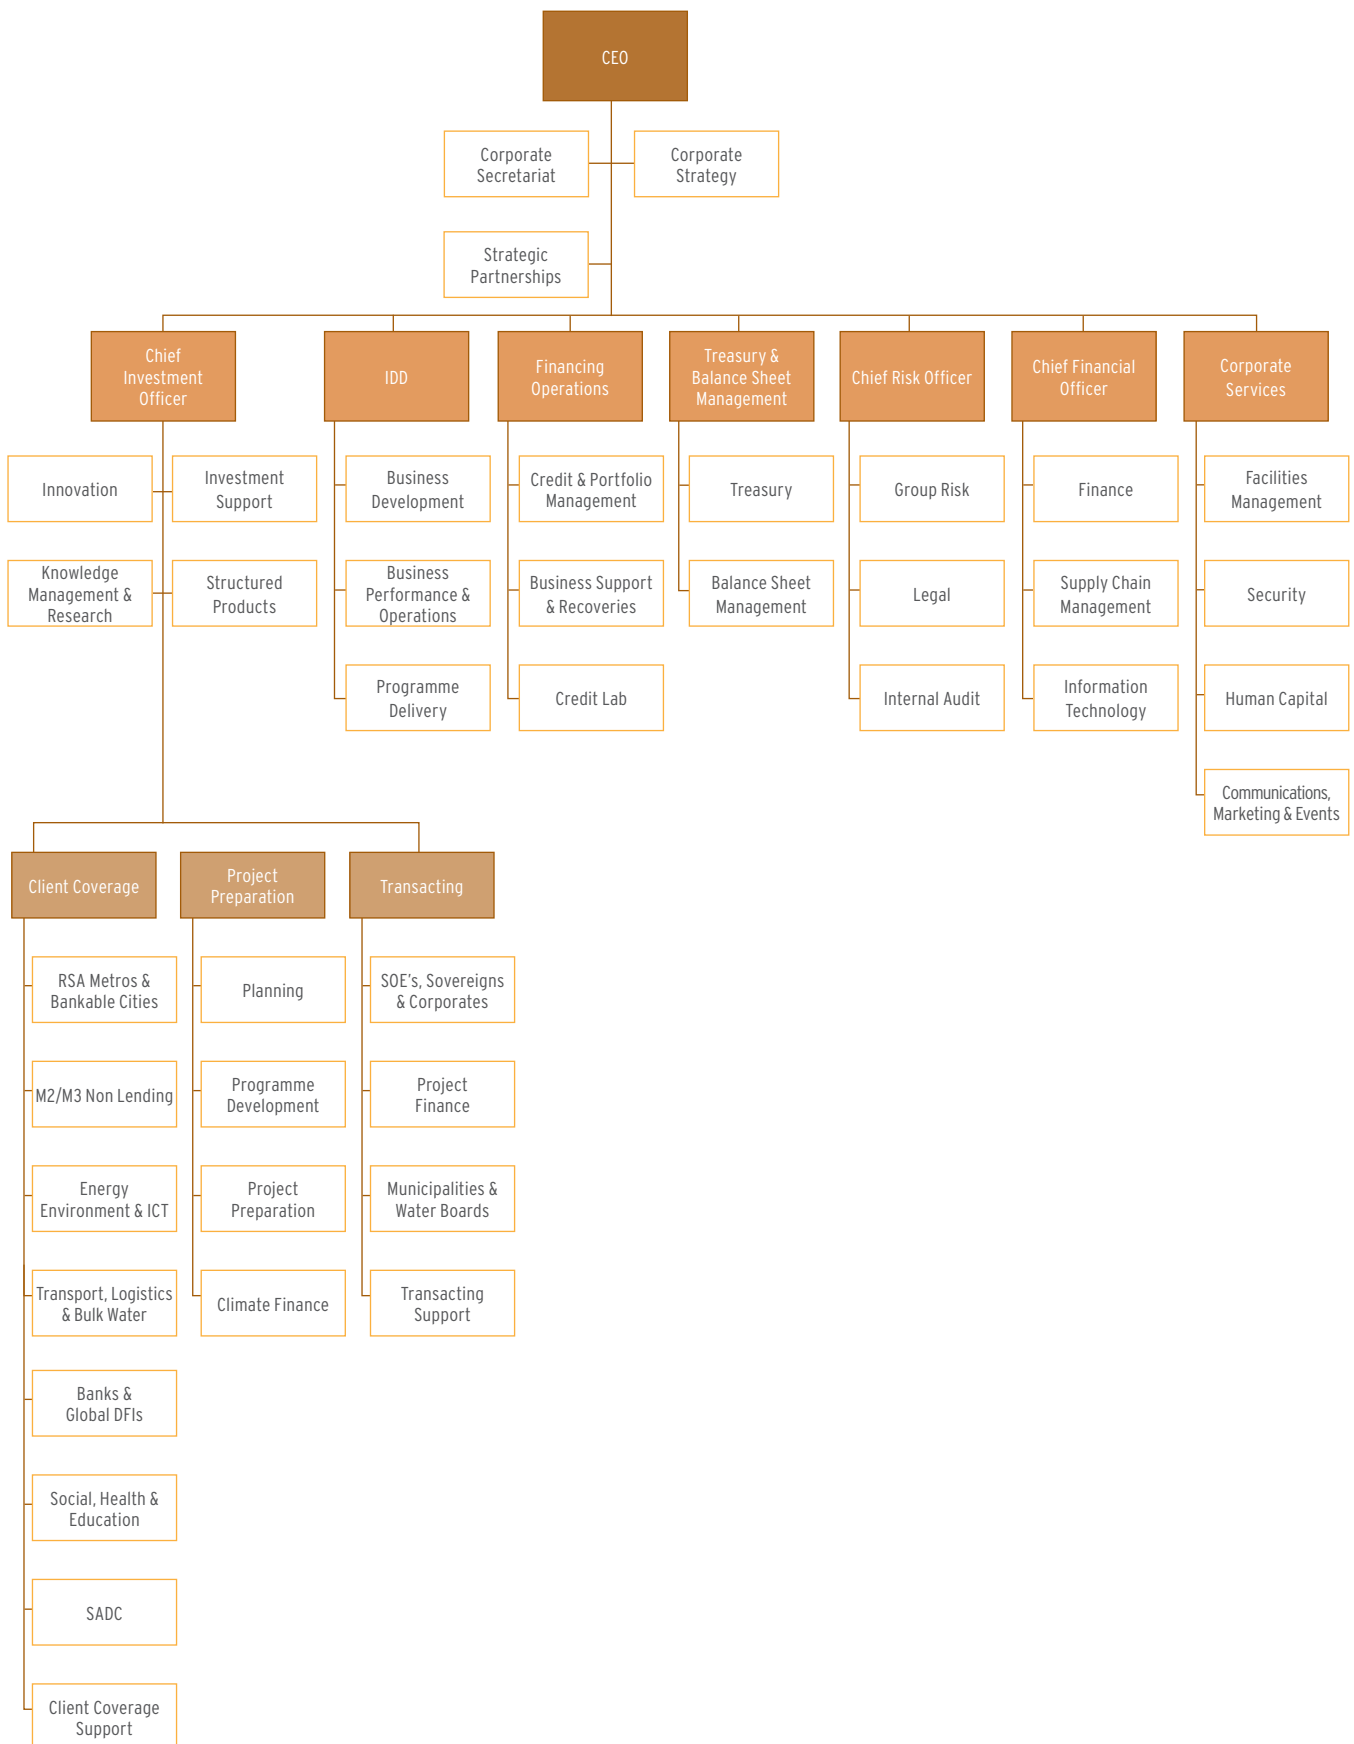 CEO
Corporate
Secretariat
Corporate
Strategy
Strategic
Partnerships
Chief
Investment
Officer
IDD
Financing
Operations
Treasury &
Balance Sheet
Management
Chief Risk Officer
Chief Financial
Officer
Corporate
Services
Innovation
Investment
Support
Business
Development
Credit & Portfolio
Management
Treasury
Group Risk
Finance
Facilities
Management
Knowledge
Management &
Research
Structured
Products
Business
Performance &
Operations
Business Support
& Recoveries
Balance Sheet
Management
Legal
Supply Chain
Management
Security
Programme
Delivery
Credit Lab
Internal Audit
Information
Technology
Human Capital
Communications,
Marketing & Events
Client Coverage
Project
Preparation
Transacting
RSA Metros &
Bankable Cities
Planning
SOE's, Sovereigns
& Corporates
M2/M3 Non Lending
Programme
Development
Project
Finance
Energy
Environment & ICT
Project
Preparation
Municipalities &
Water Boards
Transport, Logistics
& Bulk Water
Climate Finance
Transacting
Support
Banks &
Global DFIs
Social, Health &
Education
SADC
Client Coverage
Support